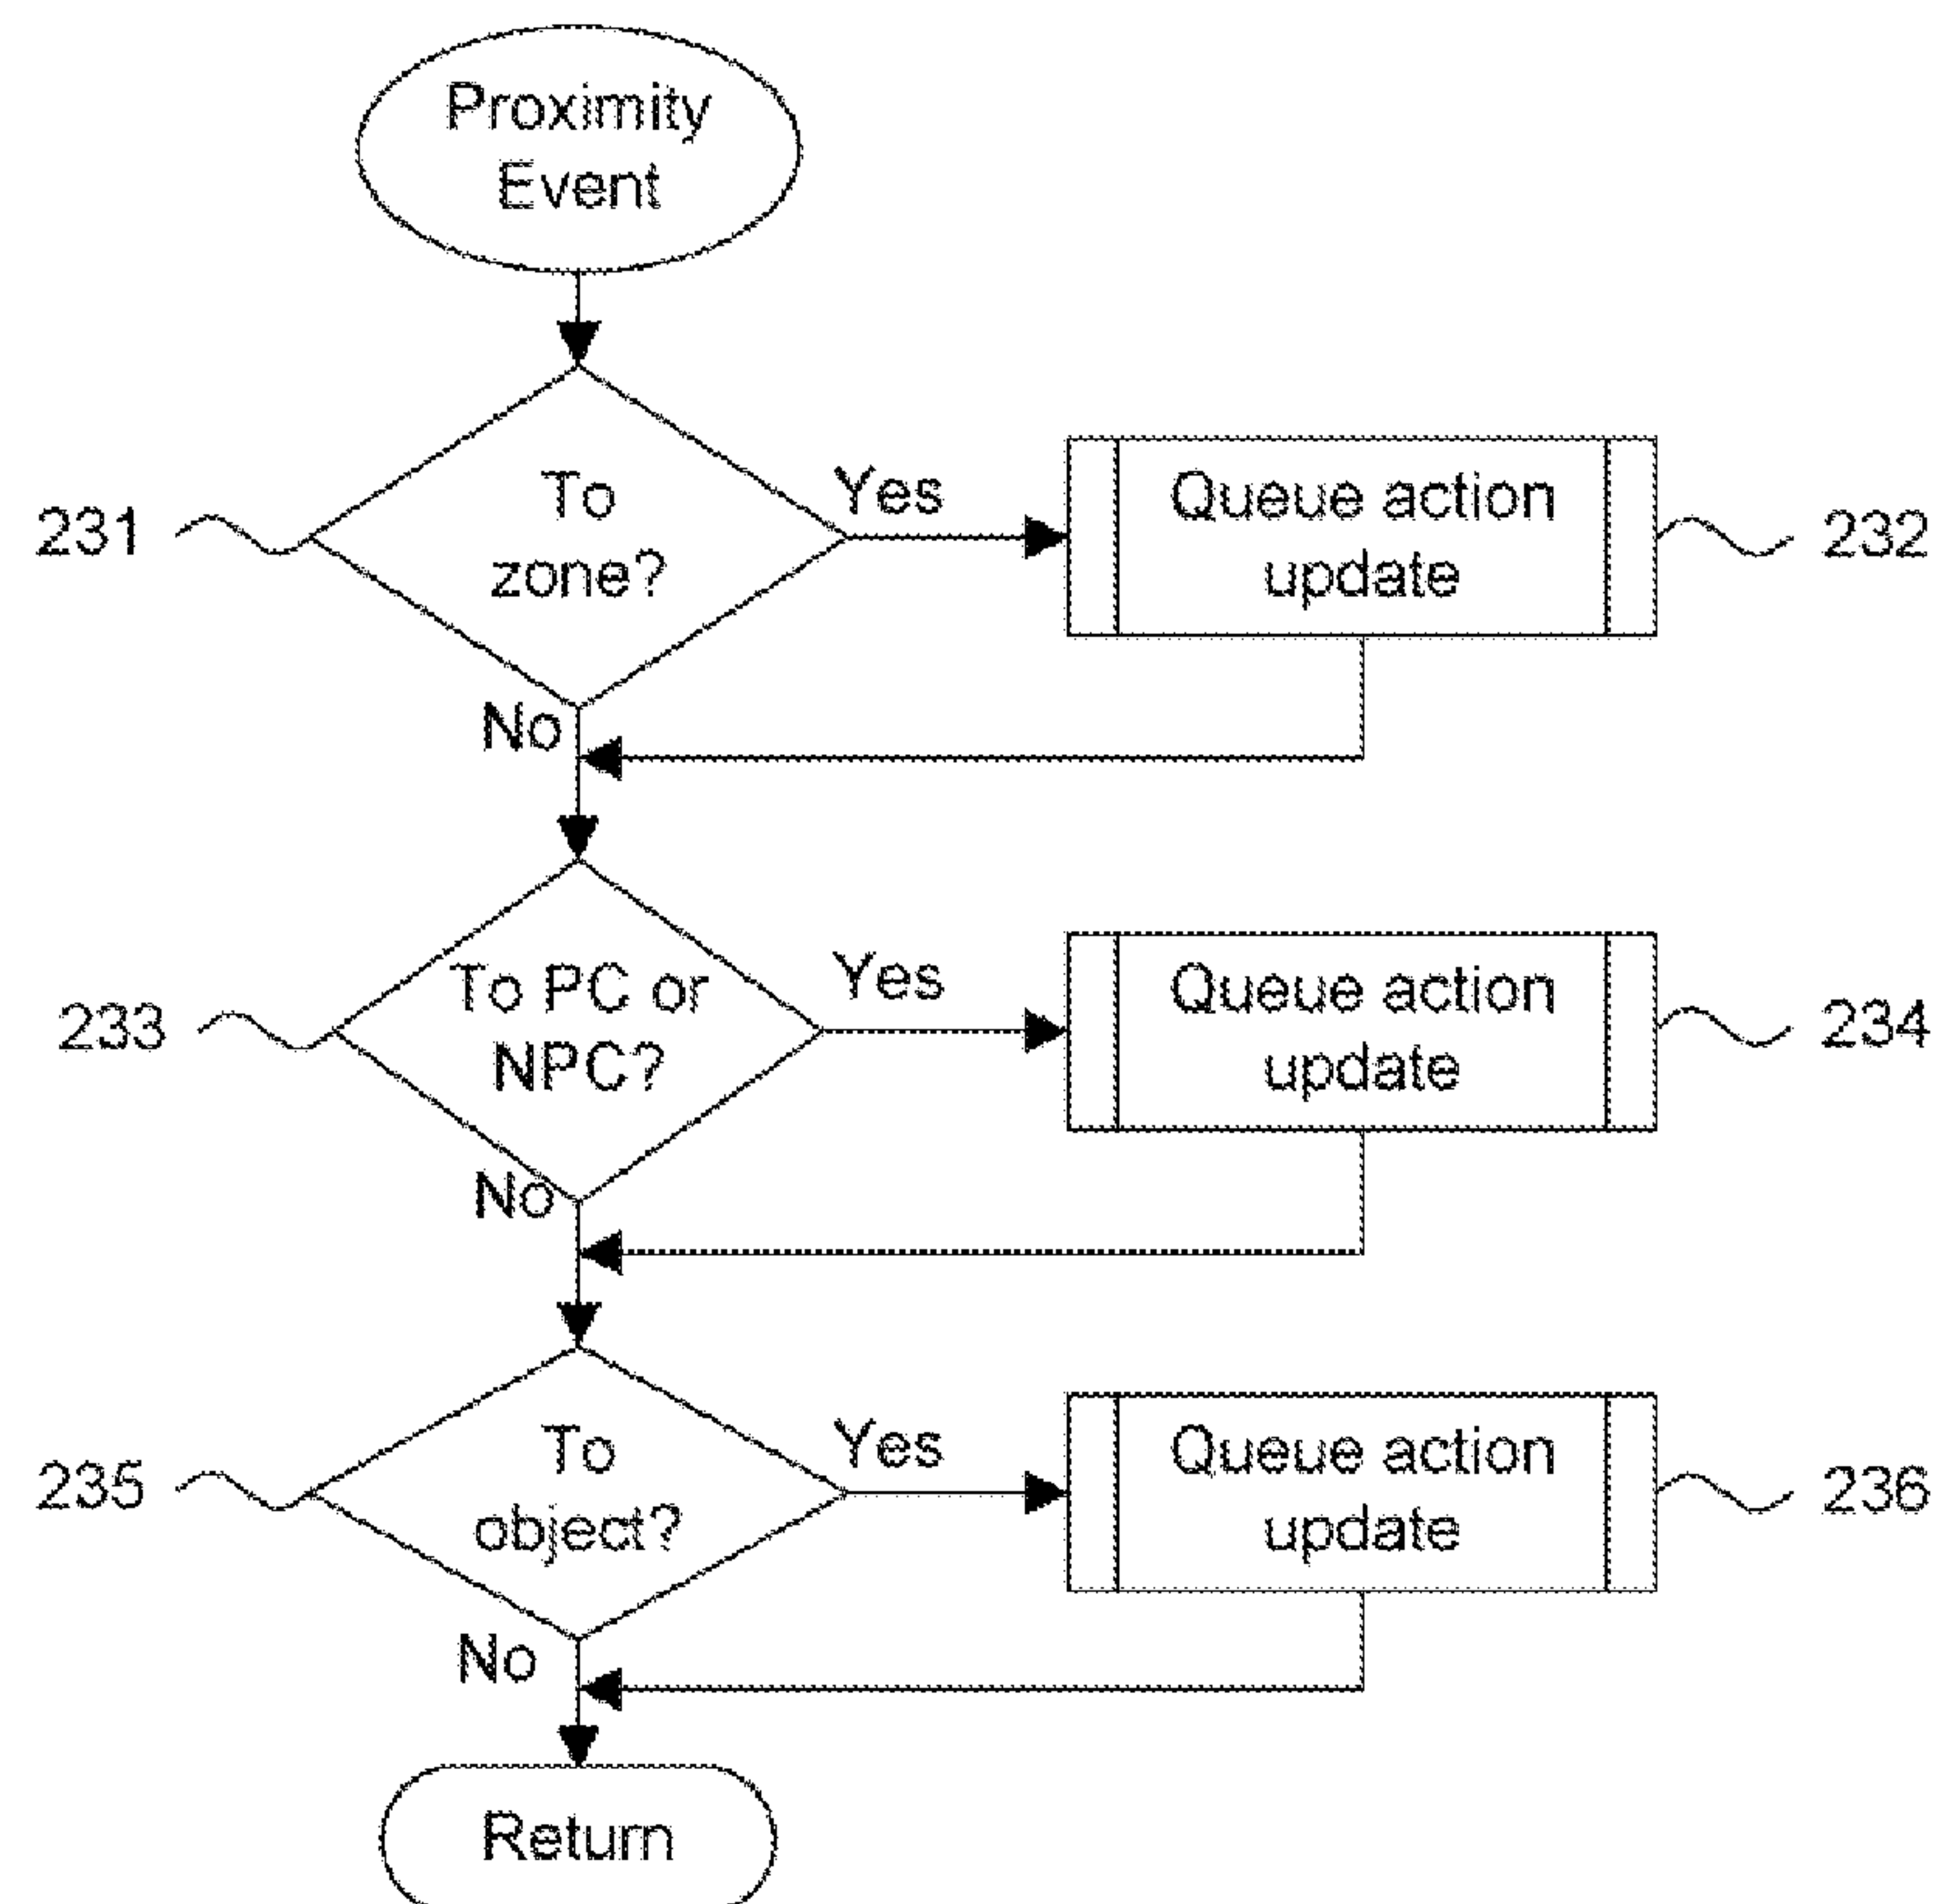 Proximity
Event
To
zone?
231
Yes
Queue action
update
232
No
To PC or
NPC?
233
Yes
Queue action
update
234
No
To
object?
235
Yes
Queue action
update
236
No
Return